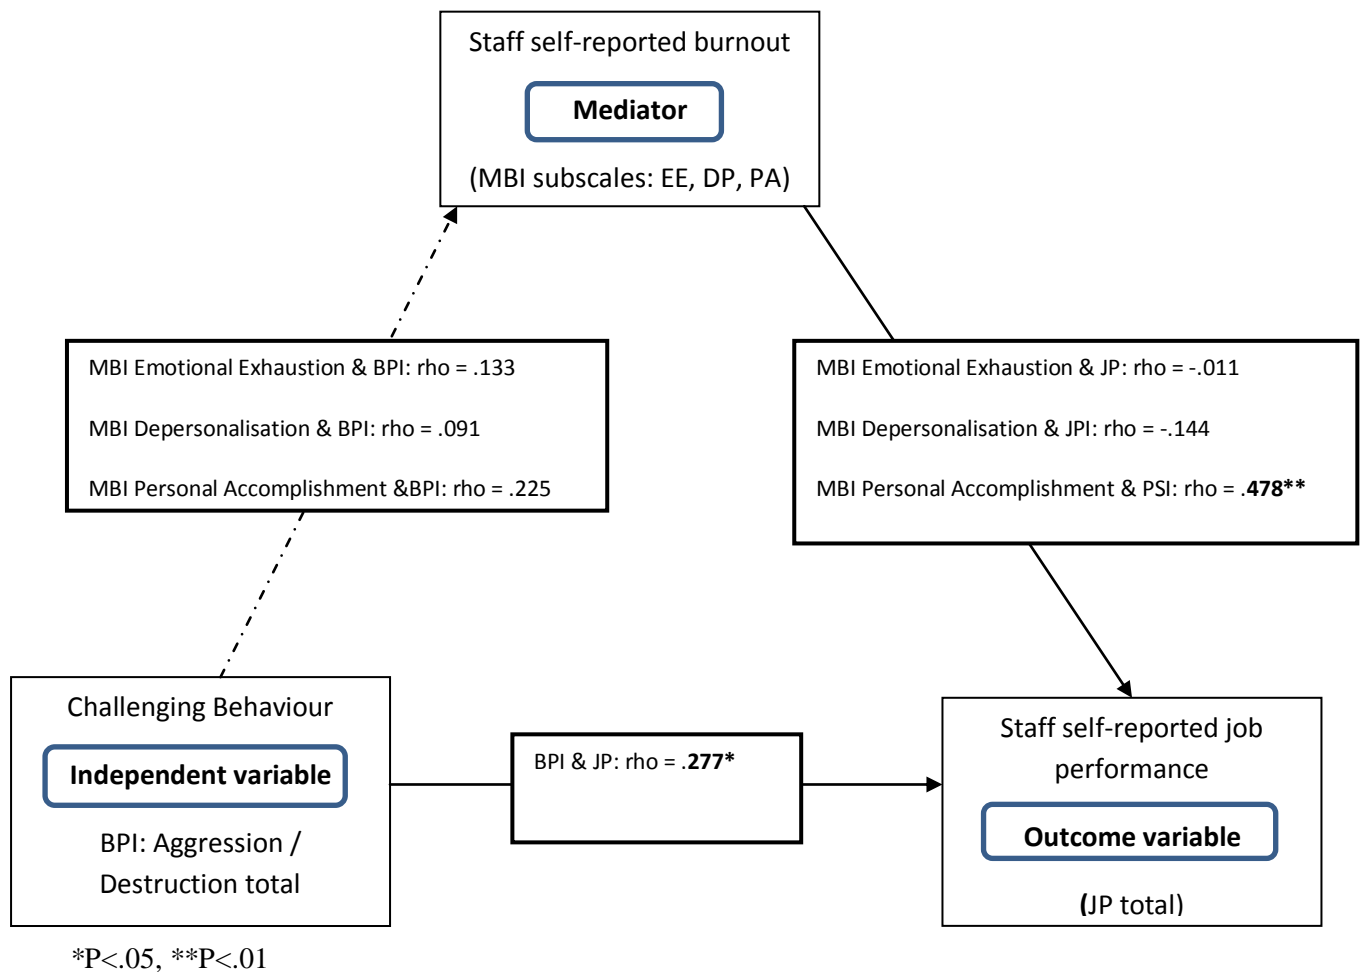 Staff self-reported burnout
Mediator
(MBI subscales: EE, DP, PA)
MBI Emotional Exhaustion & BPI: rho = .133
MBI Depersonalisation & BPI: rho = .091
MBI Personal Accomplishment &BPI: rho = .225
MBI Emotional Exhaustion & JP: rho = -.011
MBI Depersonalisation & JPI: rho = -.144
MBI Personal Accomplishment & PSI: rho = .478**
Challenging Behaviour
Independent variable
BPI: Aggression /
Destruction total
BPI & JP: rho = .277*
Staff self-reported job
performance
Outcome variable
(JP total)
*P<.05, **P<.01